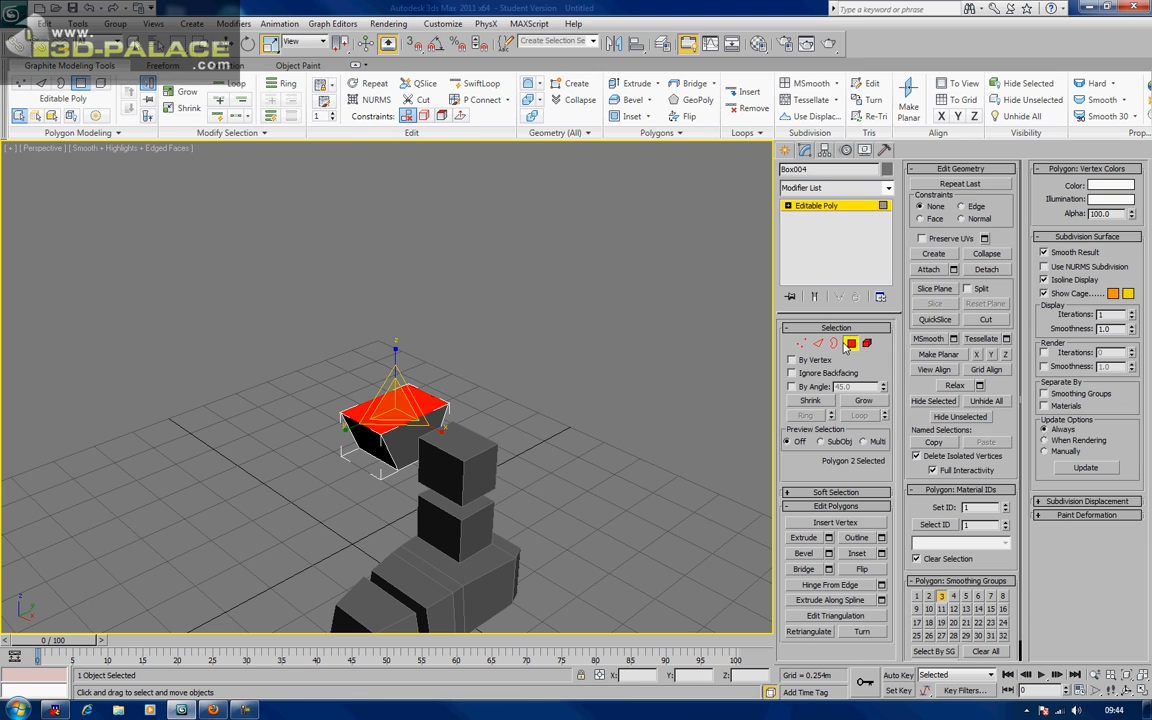 Autodesk 3ds Max 2011 x64 - Student Version Untitled
Type a keyword or phrase
Edit Tools Group Views Create Modifiers Animation Graph Editors Rendering Customize PhysX MAXScript Help
www.
3D-PALACE
.com
View
Create Selection Se
Graphite Modeling Tools Freeform Selection Object Paint
Loop Ring Repeat QSlice SwiftLoop Create Extrude Bridge Insert MSmooth Edit To View Hide Selected Hard
Editable Poly Grow NURMS Cut P Connect Collapse Bevel GeoPoly Remove Tessellate Turn Make Planar To Grid Hide Unselected Smooth
Shrink 1 Constraints: Inset Flip Use Displac... Re-Tri X Y Z Unhide All Smooth 30
Polygon Modeling Modify Selection Edit Geometry (All) Polygons Loops Subdivision Tris Align Visibility Prop...
[ + ] [ Perspective ] [ Smooth + Highlights + Edged Faces ]
z
x
Box004
Modifier List
Editable Poly
Selection
By Vertex
Ignore Backfacing
By Angle: 45.0
Shrink Grow
Ring Loop
Preview Selection
Off SubObj Multi
Polygon 2 Selected
Soft Selection
Edit Polygons
Insert Vertex
Extrude Outline
Bevel Inset
Bridge Flip
Hinge From Edge
Extrude Along Spline
Edit Triangulation
Retriangulate Turn
Edit Geometry
Repeat Last
Constraints
None Edge
Face Normal
Preserve UVs
Create Collapse
Attach Detach
Slice Plane Split
Slice Reset Plane
QuickSlice Cut
MSmooth Tessellate
Make Planar X Y Z
View Align Grid Align
Relax
Hide Selected Unhide All
Hide Unselected
Named Selections:
Copy Paste
Delete Isolated Vertices
Full Interactivity
Polygon: Material IDs
Set ID: 1
Select ID 1
Clear Selection
Polygon: Smoothing Groups
1 2 3 4 5 6 7 8
9 10 11 12 13 14 15 16
17 18 19 20 21 22 23 24
25 26 27 28 29 30 31 32
Select By SG Clear All
Polygon: Vertex Colors
Color:
Illumination:
Alpha: 100.0
Subdivision Surface
Smooth Result
Use NURMS Subdivision
Isoline Display
Show Cage......
Display
Iterations: 1
Smoothness: 1.0
Render
Iterations: 0
Smoothness: 1.0
Separate By
Smoothing Groups
Materials
Update Options
Always
When Rendering
Manually
Update
Subdivision Displacement
Paint Deformation
0 / 100
0 5 10 15 20 25 30 35 40 45 50 55 60 65 70 75 80 85 90 95 100
1 Object Selected X: Y: Z: Grid = 0.254m Auto Key Selected
Click and drag to select and move objects Add Time Tag Set Key Key Filters... 0
09:44